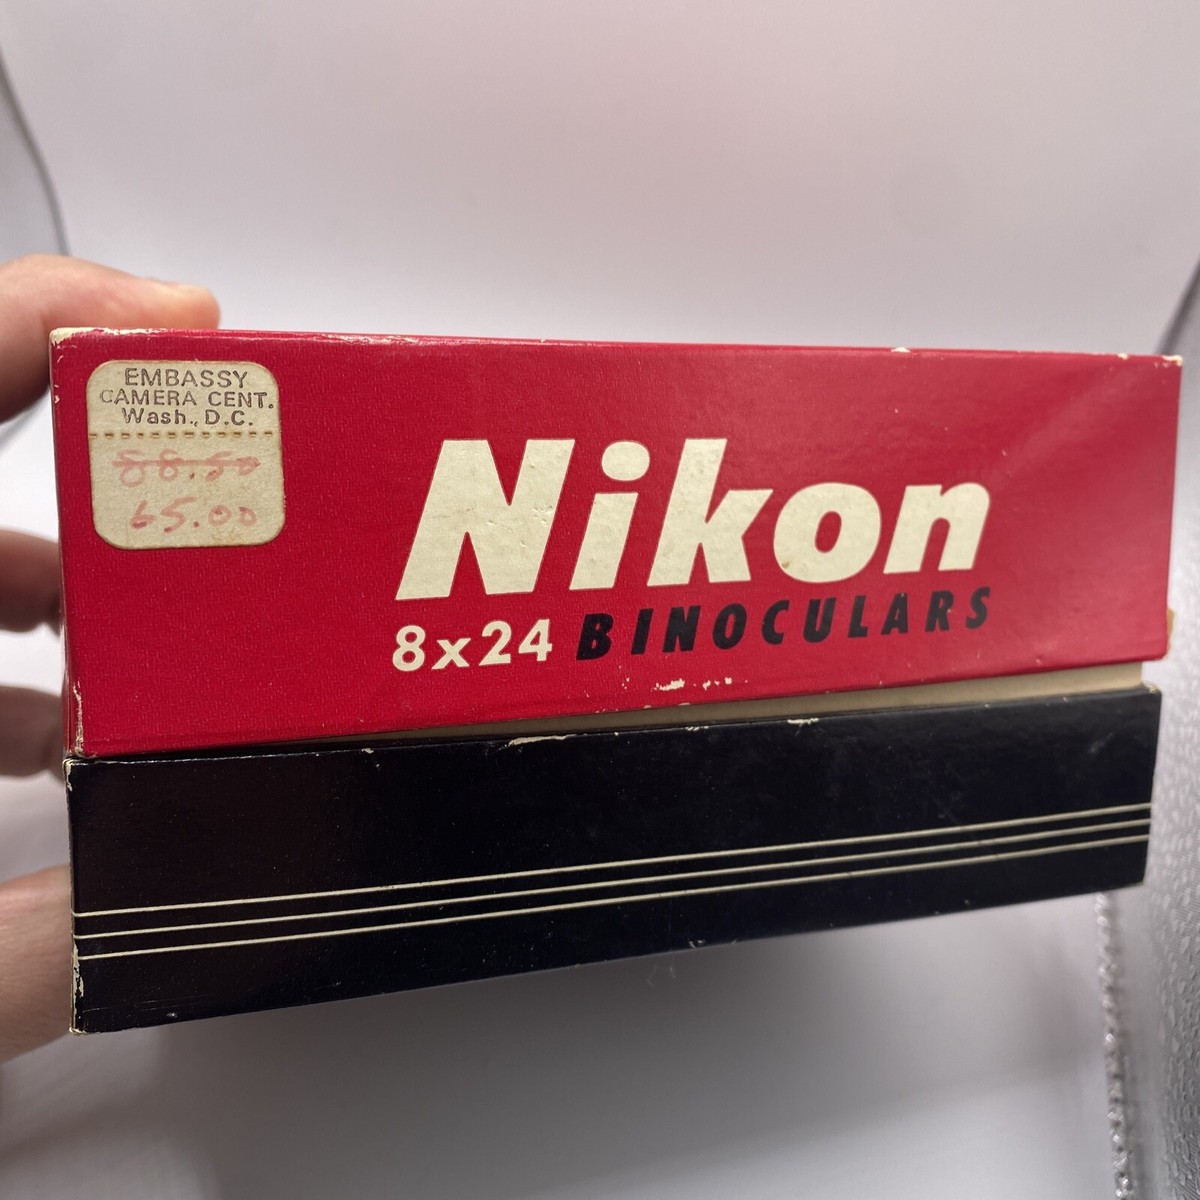 EMBASSY
CAMERA CENT.
Wash., D.C.
88.50
65.00
Nikon
8x24 BINOCULARS